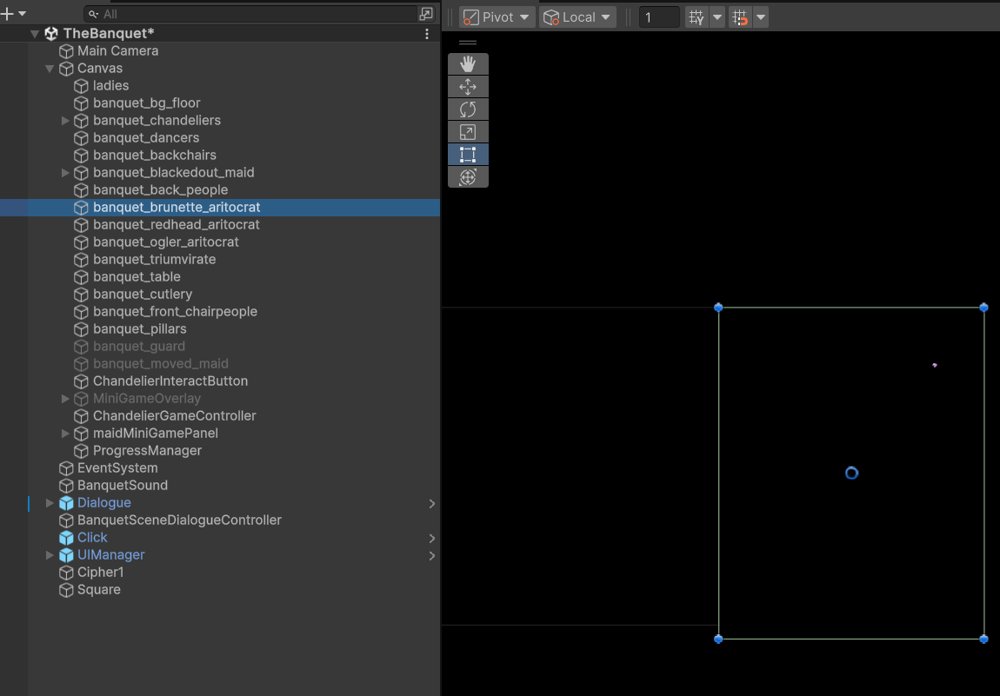 All
Pivot
Local
1
TheBanquet*
Main Camera
Canvas
ladies
banquet_bg_floor
banquet_chandeliers
banquet_dancers
banquet_backchairs
banquet_blackedout_maid
banquet_back_people
banquet_brunette_aritocrat
banquet_redhead_aritocrat
banquet_ogler_aritocrat
banquet_triumvirate
banquet_table
banquet_cutlery
banquet_front_chairpeople
banquet_pillars
banquet_guard
banquet_moved_maid
ChandelierInteractButton
MiniGameOverlay
ChandelierGameController
maidMiniGamePanel
ProgressManager
EventSystem
BanquetSound
Dialogue
BanquetSceneDialogueController
Click
UIManager
Cipher1
Square